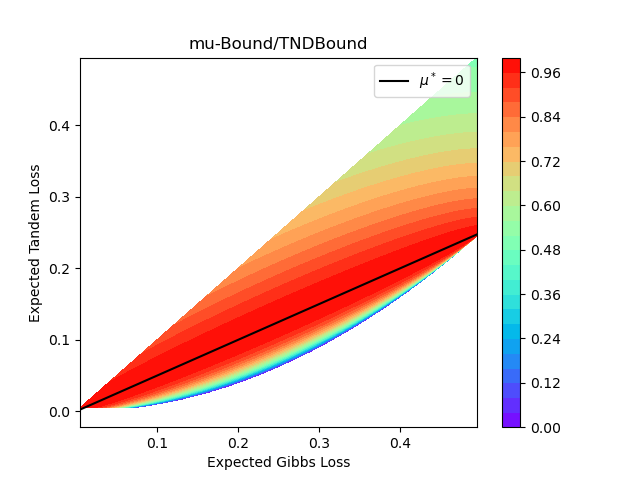 mu-Bound/TNDBound
μ* = 0
Expected Tandem Loss
0.4
0.3
0.2
0.1
0.0
0.1 0.2 0.3 0.4
Expected Gibbs Loss
0.96
0.84
0.72
0.60
0.48
0.36
0.24
0.12
0.00